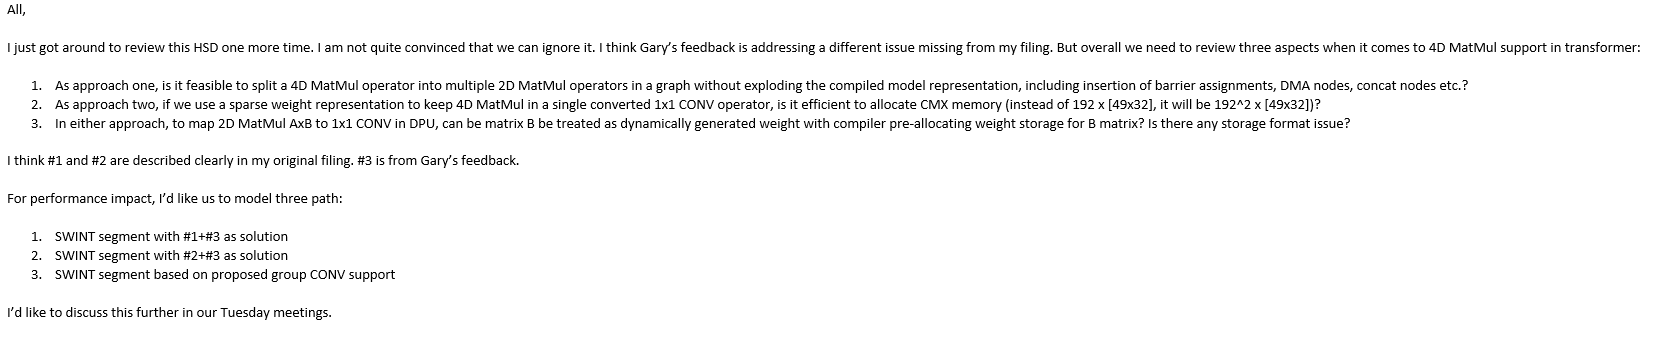 All,
I just got around to review this HSD one more time. I am not quite convinced that we can ignore it. I think Gary's feedback is addressing a different issue missing from my filing. But overall we need to review three aspects when it comes to 4D MatMul support in transformer:
1. As approach one, is it feasible to split a 4D MatMul operator into multiple 2D MatMul operators in a graph without exploding the compiled model representation, including insertion of barrier assignments, DMA nodes, concat nodes etc.?
2. As approach two, if we use a sparse weight representation to keep 4D MatMul in a single converted 1x1 CONV operator, is it efficient to allocate CMX memory (instead of 192 x [49x32], it will be 192^2 x [49x32])?
3. In either approach, to map 2D MatMul AxB to 1x1 CONV in DPU, can be matrix B be treated as dynamically generated weight with compiler pre-allocating weight storage for B matrix? Is there any storage format issue?
I think #1 and #2 are described clearly in my original filing. #3 is from Gary's feedback.
For performance impact, I'd like us to model three path:
1. SWINT segment with #1+#3 as solution
2. SWINT segment with #2+#3 as solution
3. SWINT segment based on proposed group CONV support
I'd like to discuss this further in our Tuesday meetings.